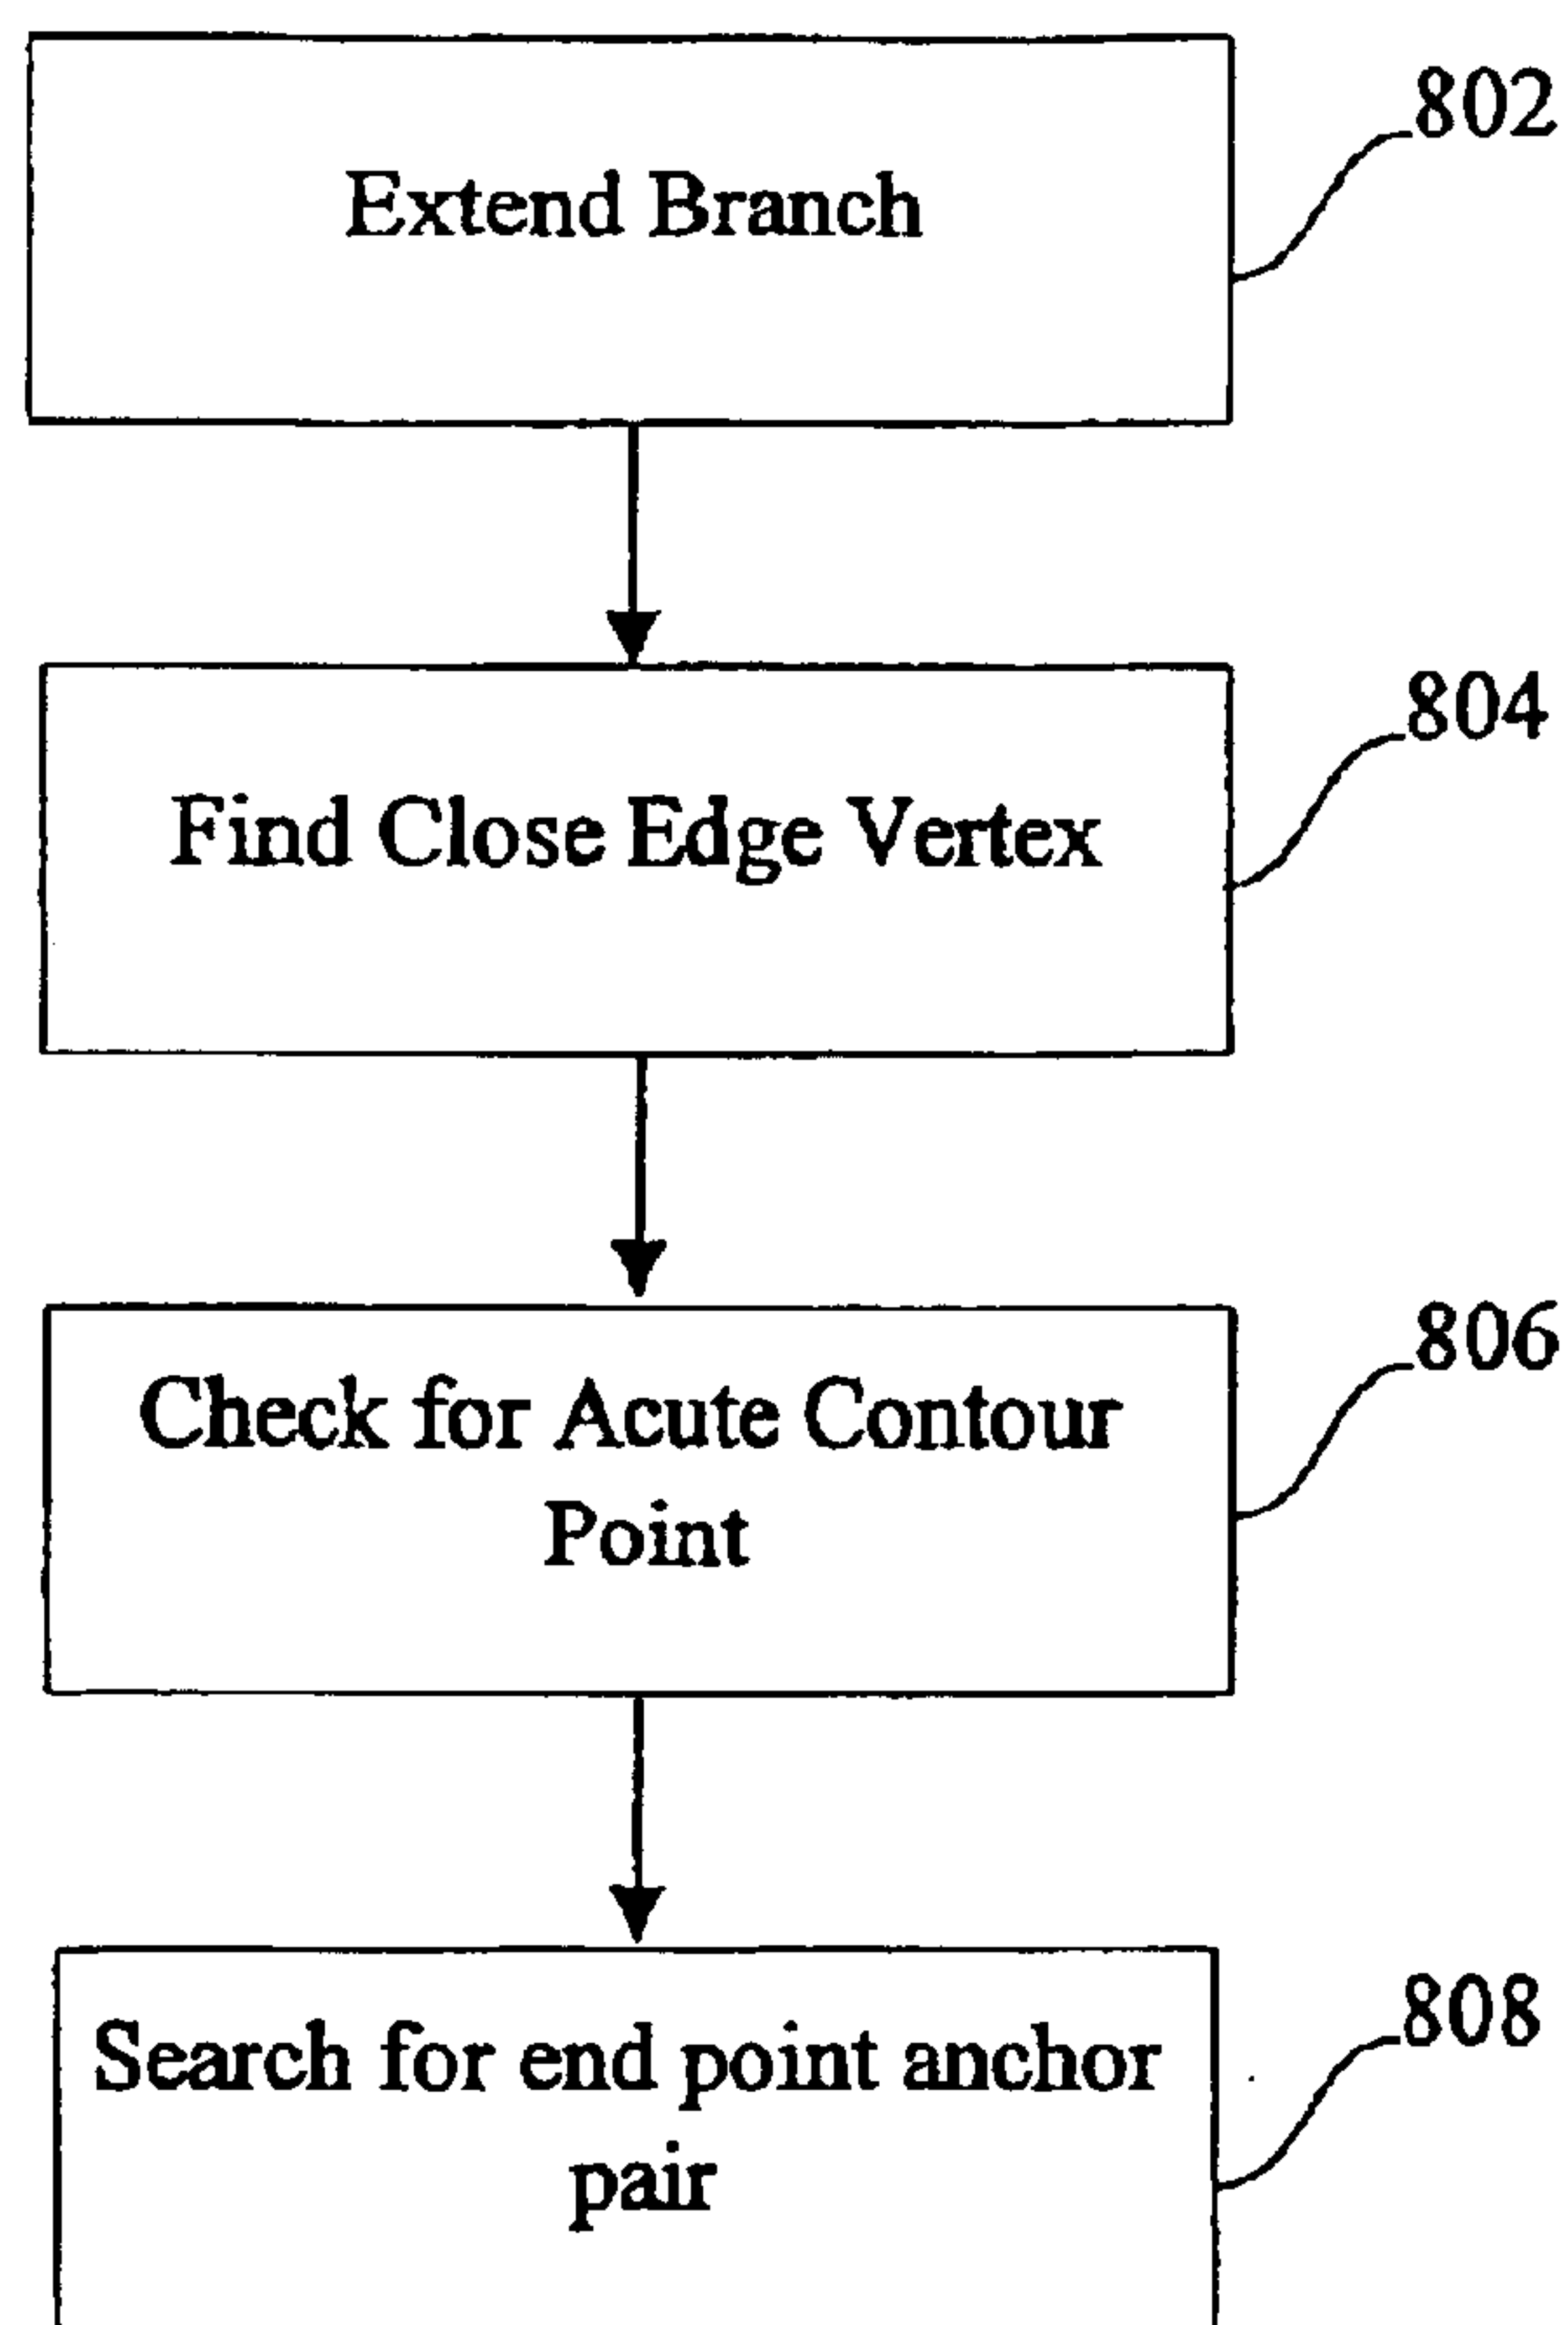 802
Extend Branch
804
Find Close Edge Vertex
806
Check for Acute Contour
Point
808
Search for end point anchor
pair